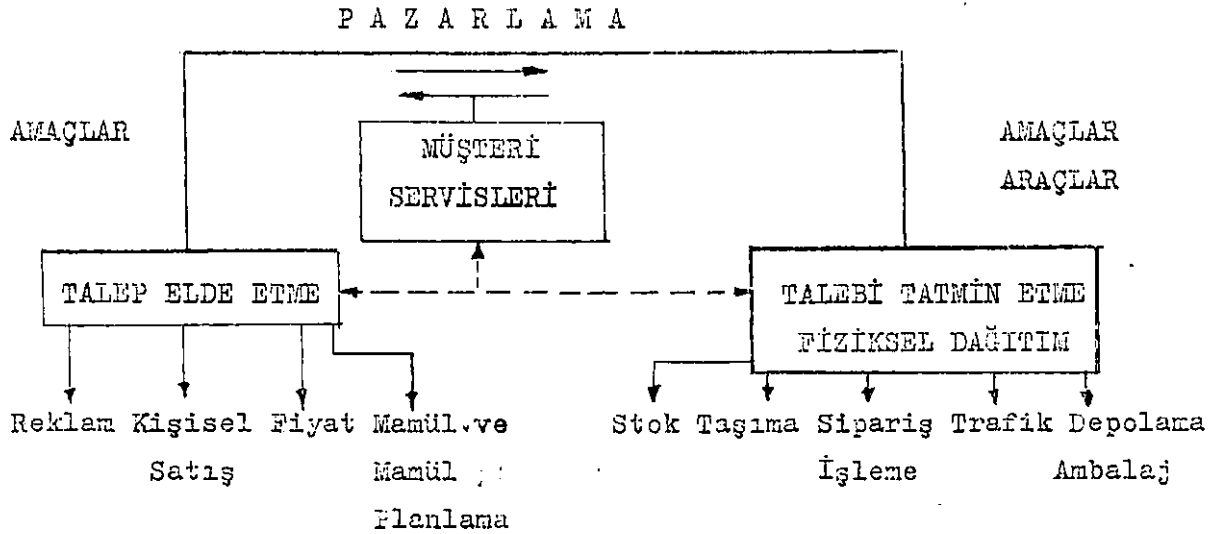 P A Z A R L A M A
AMAÇLAR
MÜŞTERİ
SERVİSLERİ
AMAÇLAR
ARAÇLAR
TALEP ELDE ETME
TALEBİ TATMİN ETME
FİZİKSEL DAĞITIM
Reklam Kişisel Fiyat Mamül ve
Satış Mamül
Planlama
Stok Taşıma Sipariş Trafik Depolama
İşleme Ambalaj